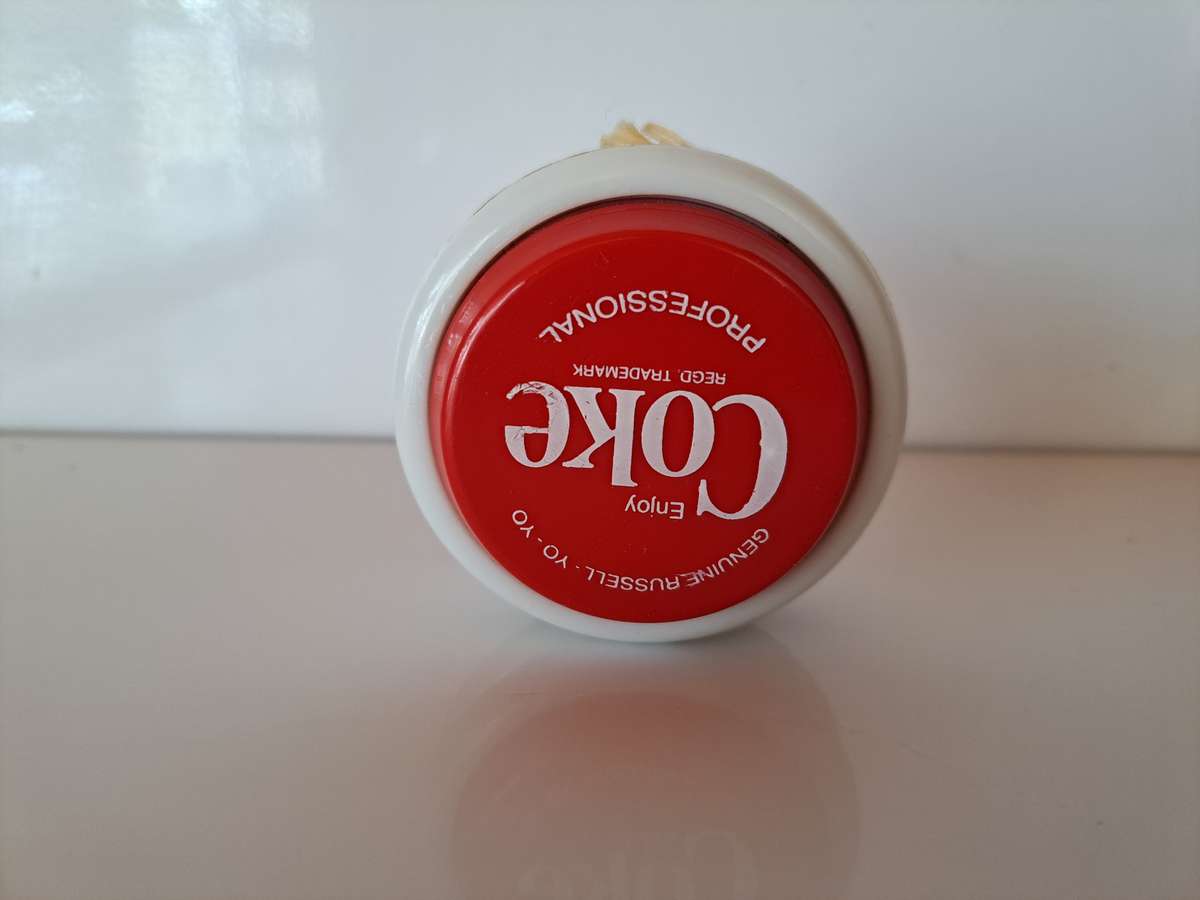 GENUINE RUSSELL - YO - YO
Enjoy
Coke
REGD. TRADEMARK
PROFESSIONAL